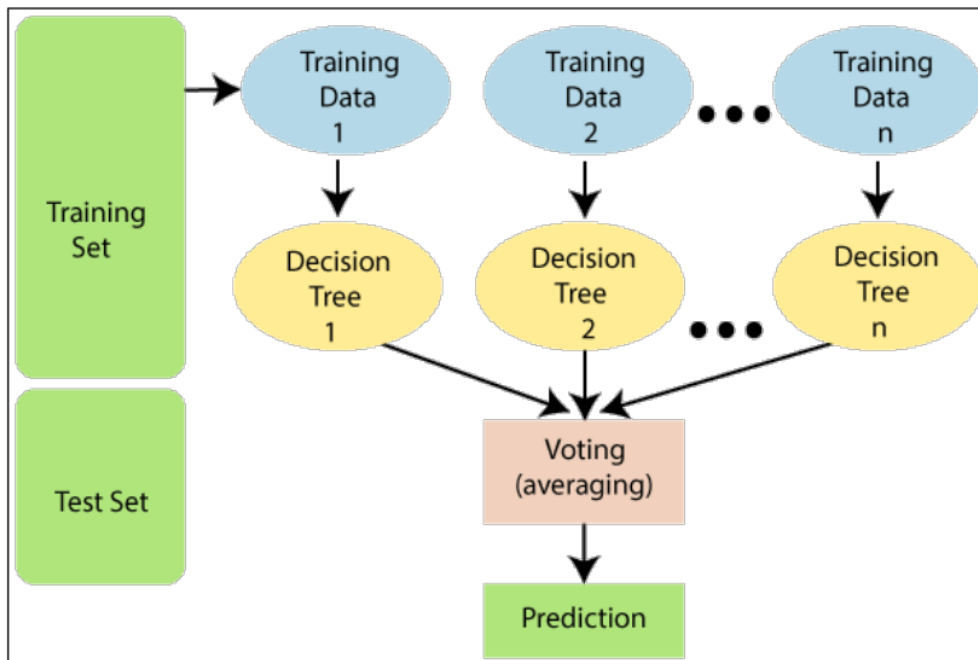 Training
Set
Test Set
Training
Data
1
Training
Data
2
Training
Data
n
Decision
Tree
1
Decision
Tree
2
Decision
Tree
n
Voting
(averaging)
Prediction